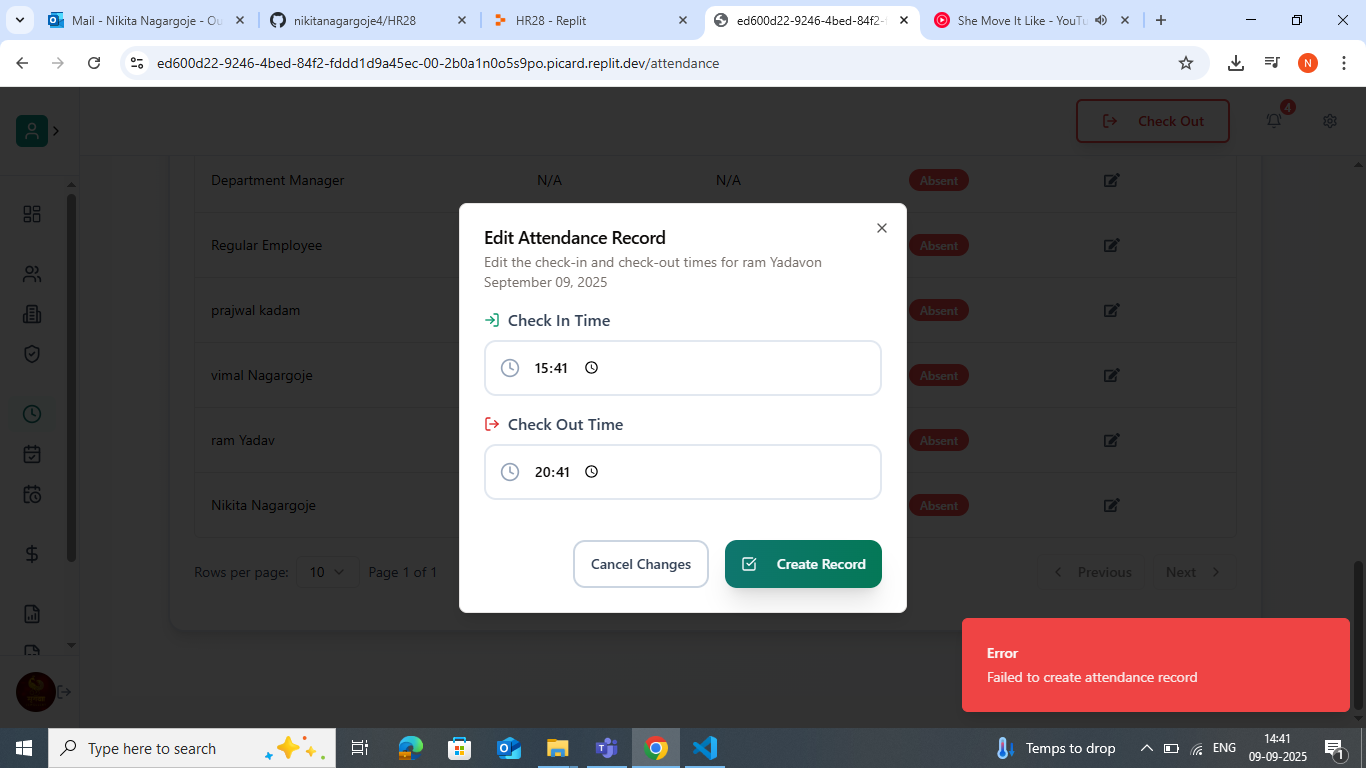 Mail - Nikita Nagargoje - Ou
nikitanagargoje4/HR28
HR28 - Replit
ed600d22-9246-4bed-84f2-f
She Move It Like - YouTu
ed600d22-9246-4bed-84f2-fddd1d9a45ec-00-2b0a1n0o5s9po.picard.replit.dev/attendance
N
Check Out
4
Department Manager N/A N/A Absent
Regular Employee Absent
prajwal kadam Absent
vimal Nagargoje Absent
ram Yadav Absent
Nikita Nagargoje Absent
Rows per page: 10 Page 1 of 1 Previous Next
Edit Attendance Record
Edit the check-in and check-out times for ram Yadavon
September 09, 2025
Check In Time
15:41
Check Out Time
20:41
Cancel Changes
Create Record
Error
Failed to create attendance record
Type here to search
Temps to drop
ENG
14:41
09-09-2025
1